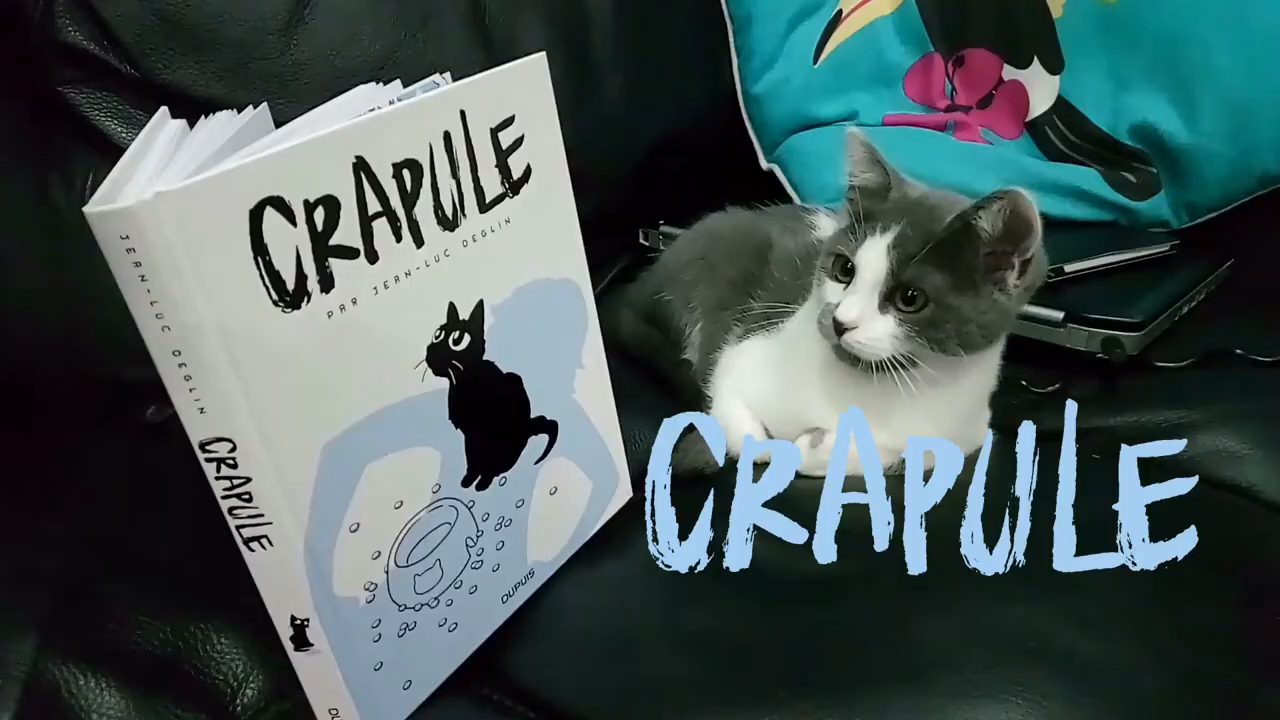 CRAPULE
PAR JEAN-LUC DEGLIN
DUPUIS
JEAN-LUC DEGLIN
CRAPULE
CRAPULE